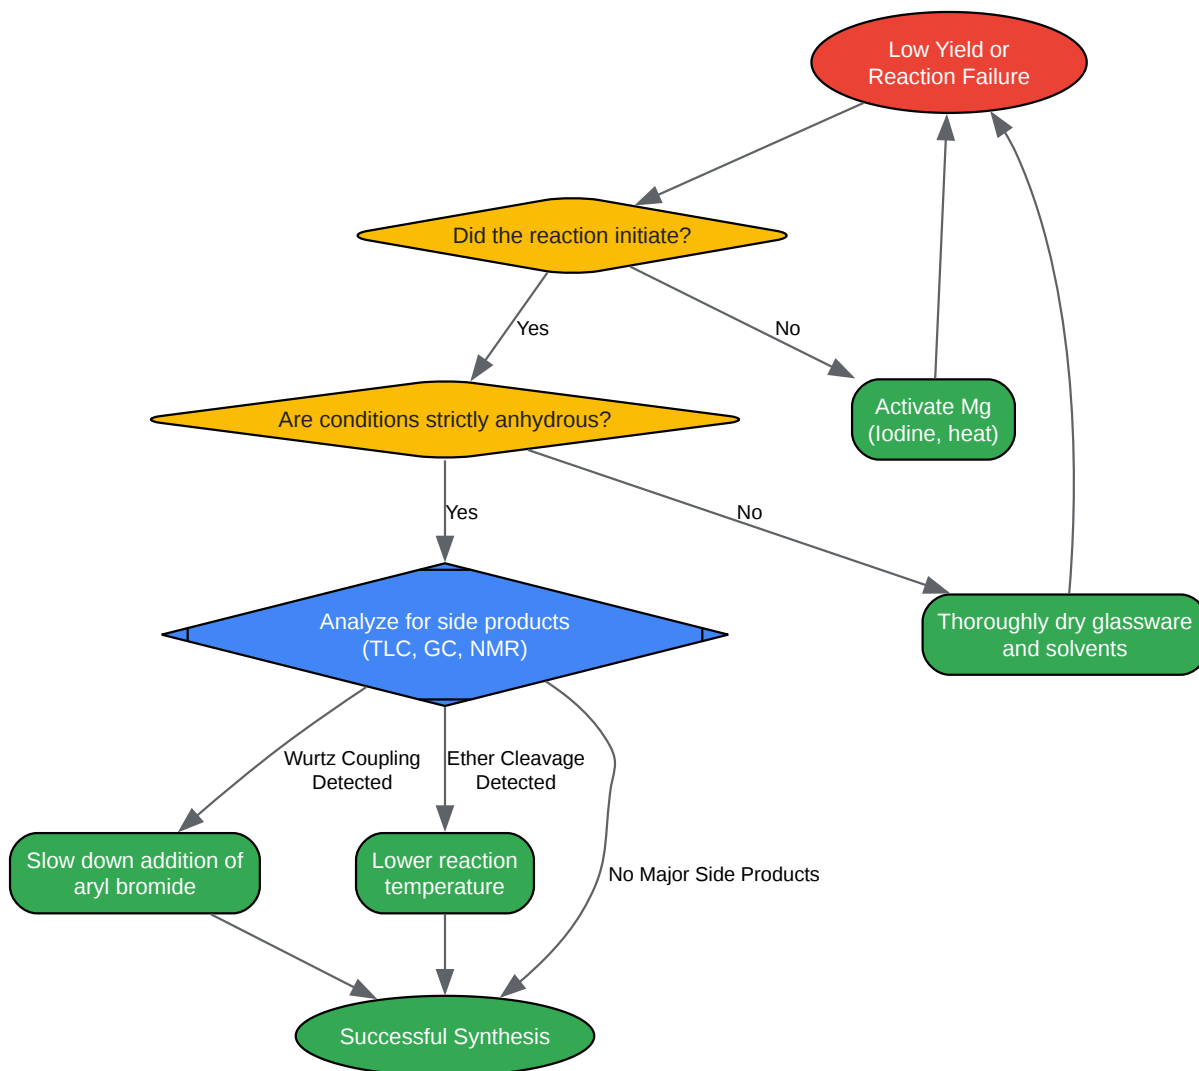 Low Yield or
Reaction Failure
Did the reaction initiate?
Yes
No
Are conditions strictly anhydrous?
Activate Mg
(Iodine, heat)
Yes
No
Analyze for side products
(TLC, GC, NMR)
Thoroughly dry glassware
and solvents
Wurtz Coupling
Detected
Ether Cleavage
Detected
No Major Side Products
Slow down addition of
aryl bromide
Lower reaction
temperature
Successful Synthesis